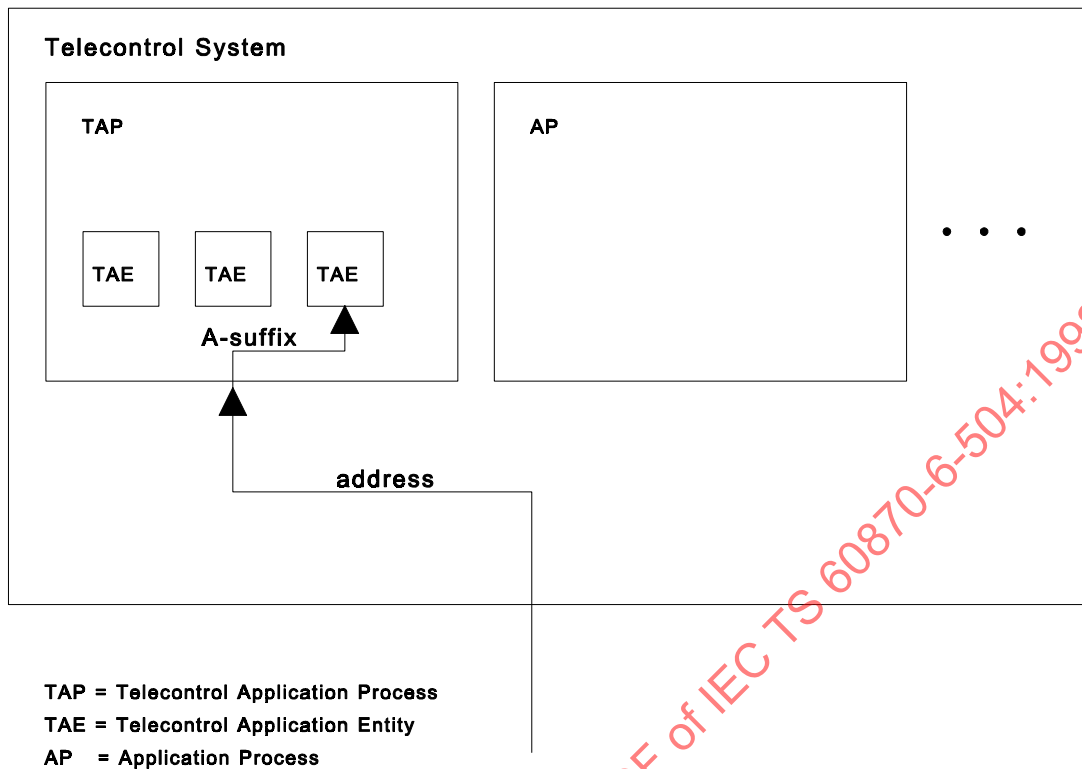 Telecontrol System
TAP
AP
TAE TAE TAE
• • •
A-suffix
address
TAP = Telecontrol Application Process
TAE = Telecontrol Application Entity
AP = Application Process
of IEC TS 60870-6-504:199